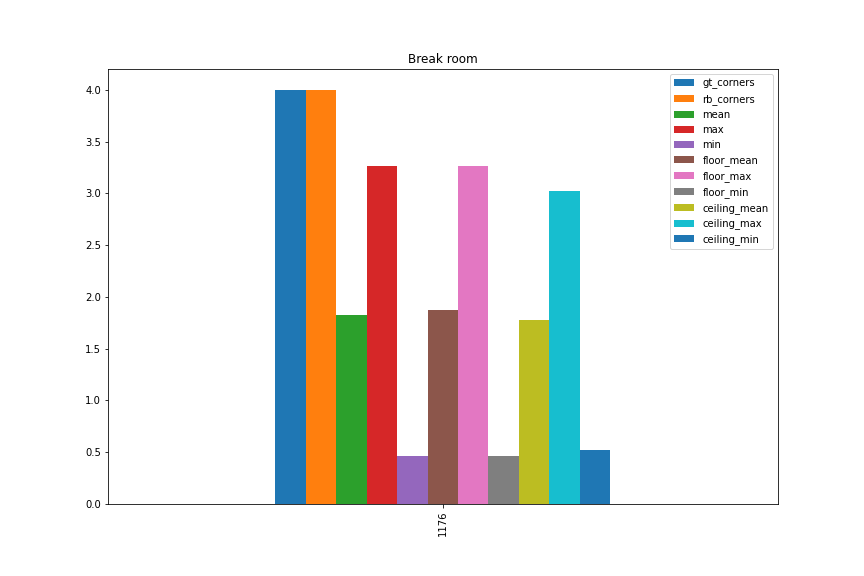 Break room
4.0
3.5
3.0
2.5
2.0
1.5
1.0
0.5
0.0
1176
gt_corners
rb_corners
mean
max
min
floor_mean
floor_max
floor_min
ceiling_mean
ceiling_max
ceiling_min